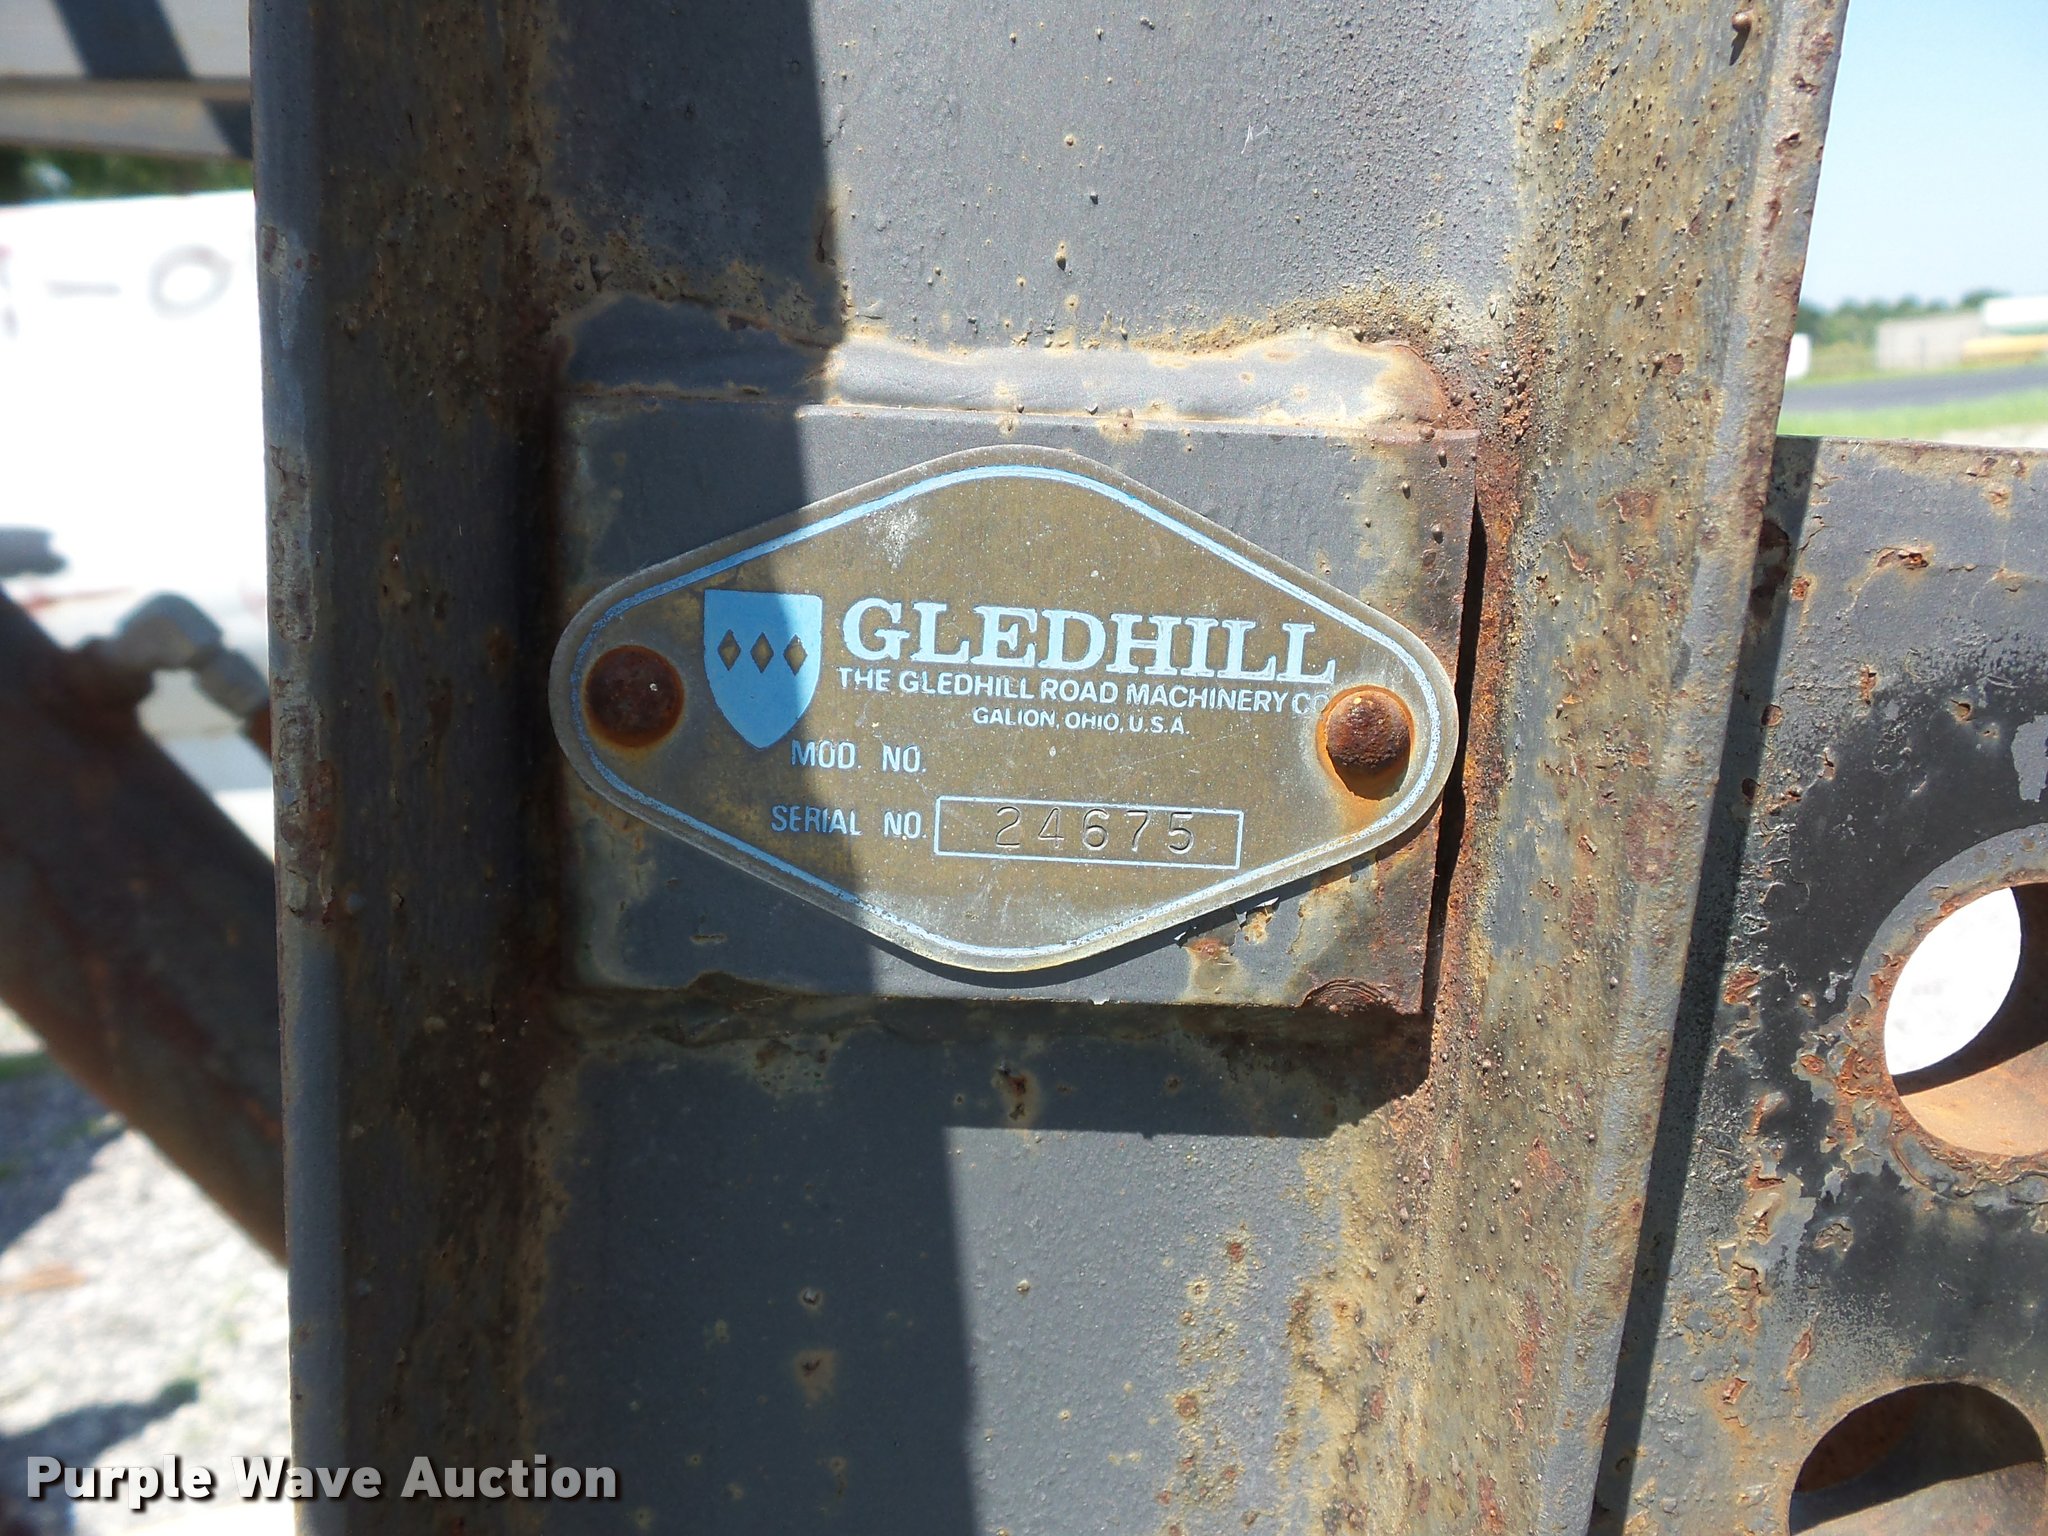 GLEDHILL
THE GLEDHILL ROAD MACHINERY CO
GALION, OHIO, U.S.A.
MOD. NO.
SERIAL NO. 24675
Purple Wave Auction